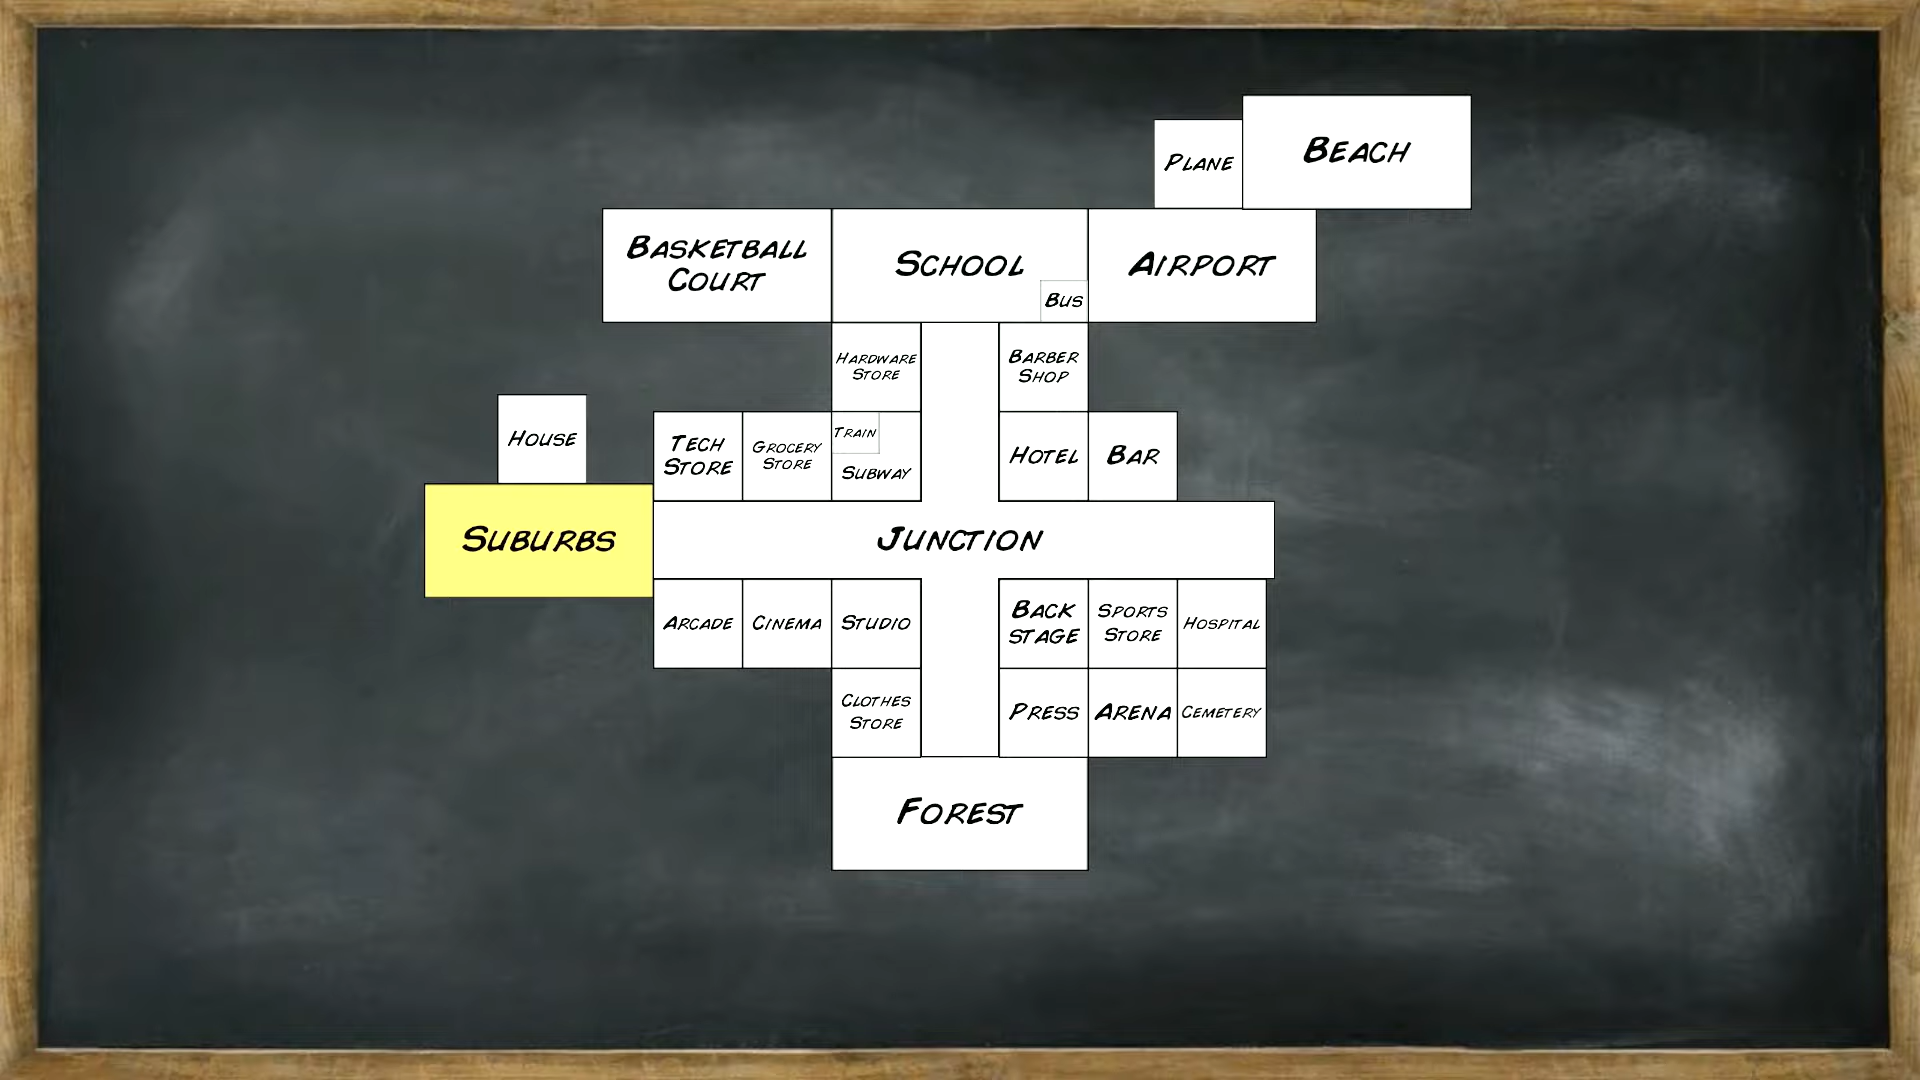 BEACH
PLANE
BASKETBALL
COURT
SCHOOL
AIRPORT
BUS
HARDWARE
STORE
BARBER
SHOP
HOUSE
TECH
STORE
GROCERY
STORE
TRAIN
SUBWAY
HOTEL
BAR
SUBURBS
JUNCTION
ARCADE
CINEMA
STUDIO
BACK
STAGE
SPORTS
STORE
HOSPITAL
CLOTHES
STORE
PRESS
ARENA
CEMETERY
FOREST